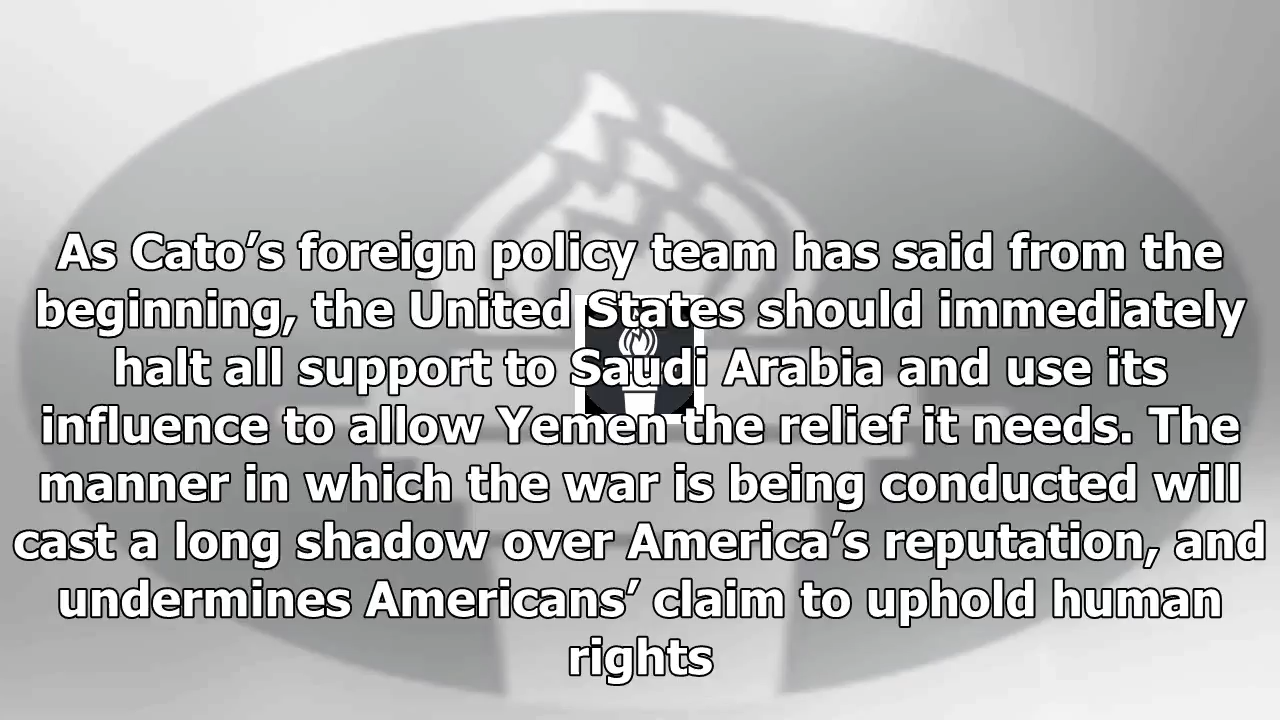 As Cato’s foreign policy team has said from the
beginning, the United States should immediately
halt all support to Saudi Arabia and use its
influence to allow Yemen the relief it needs. The
manner in which the war is being conducted will
cast a long shadow over America’s reputation, and
undermines Americans’ claim to uphold human
rights